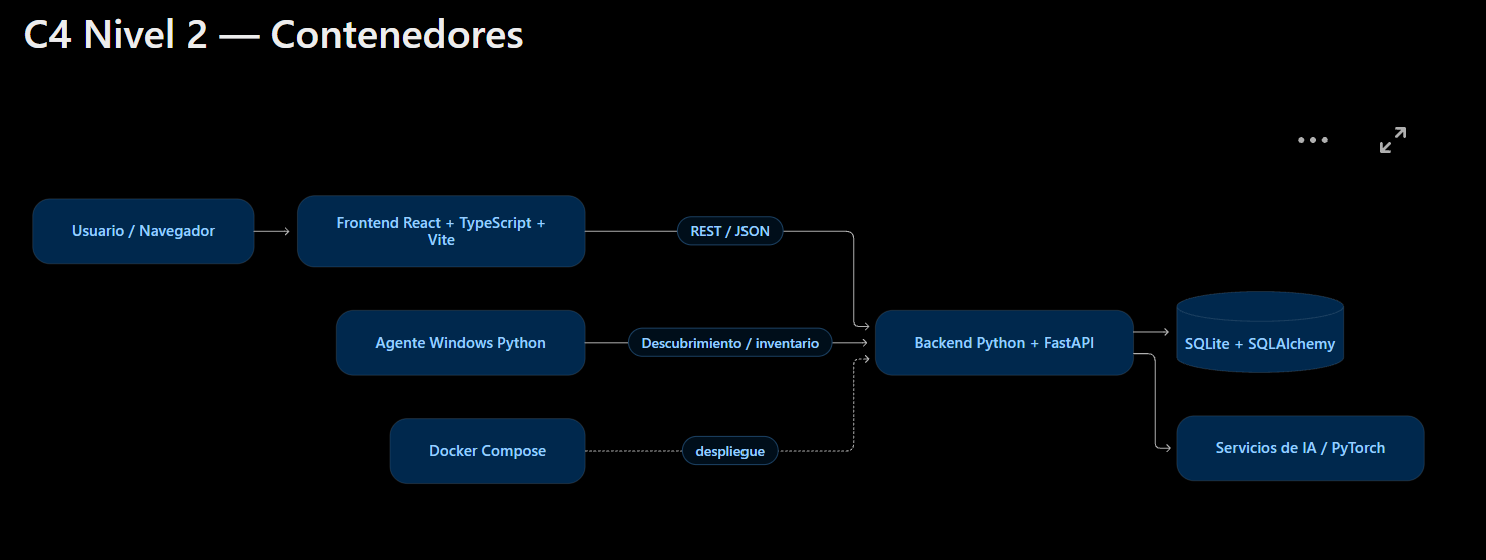 C4 Nivel 2 — Contenedores
Usuario / Navegador
Frontend React + TypeScript +
Vite
REST / JSON
Agente Windows Python
Descubrimiento / inventario
Backend Python + FastAPI
SQLite + SQLAlchemy
Docker Compose
despliegue
Servicios de IA / PyTorch